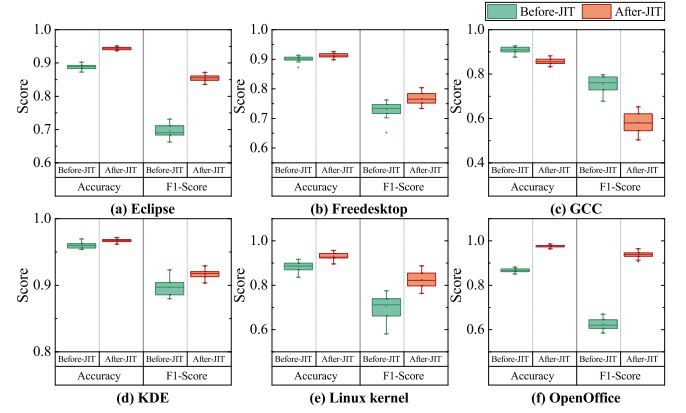 Before-JIT After-JIT
1.0
0.9
0.8
0.7
0.6
Score
Before-JIT After-JIT Before-JIT After-JIT
Accuracy F1-Score
(a) Eclipse
1.0
0.9
0.8
0.7
0.6
Score
Before-JIT After-JIT Before-JIT After-JIT
Accuracy F1-Score
(b) Freedesktop
1.0
0.8
0.6
0.4
Score
Before-JIT After-JIT Before-JIT After-JIT
Accuracy F1-Score
(c) GCC
1.0
0.9
0.8
Score
Before-JIT After-JIT Before-JIT After-JIT
Accuracy F1-Score
(d) KDE
1.0
0.8
0.6
Score
Before-JIT After-JIT Before-JIT After-JIT
Accuracy F1-Score
(e) Linux kernel
1.0
0.8
0.6
Score
Before-JIT After-JIT Before-JIT After-JIT
Accuracy F1-Score
(f) OpenOffice